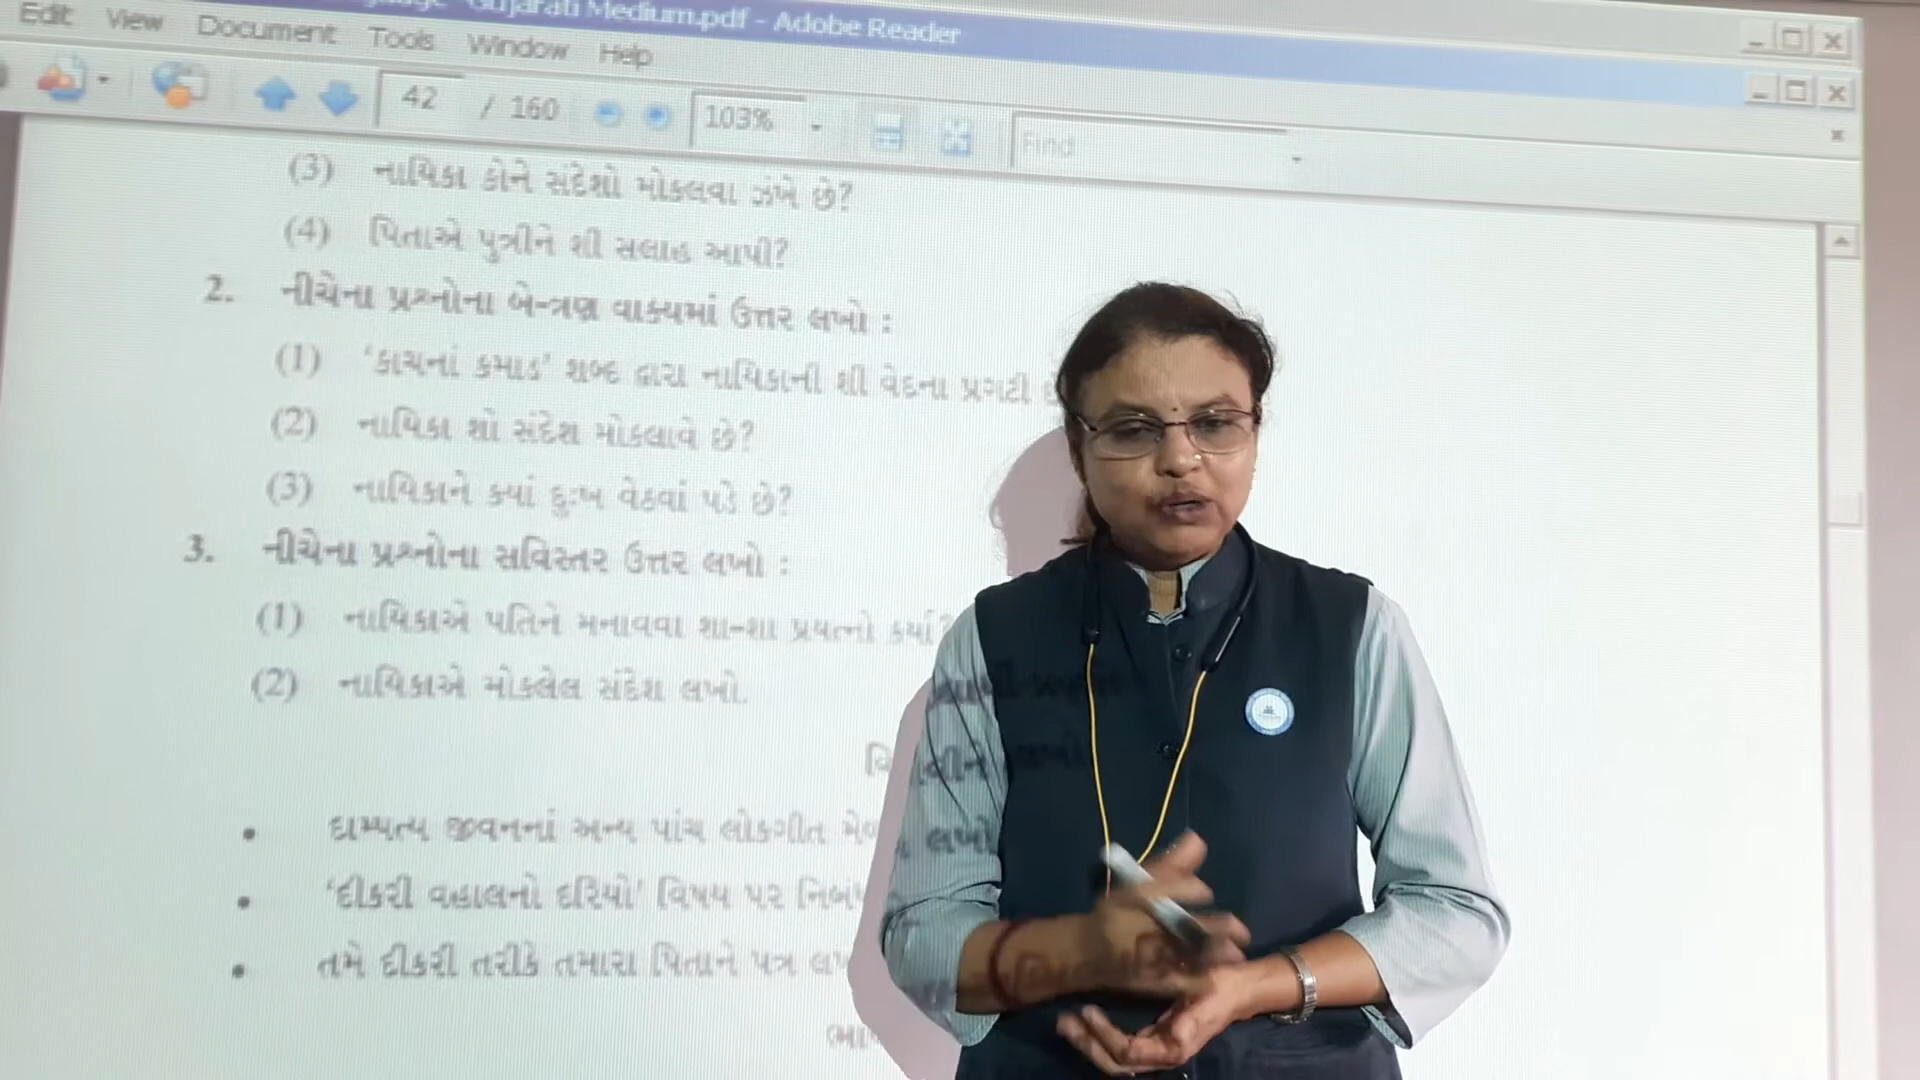 Gujarati Medium.pdf - Adobe Reader
Edit View Document Tools Window Help
42 / 160 103% Find
(3) નાયિકા કોને સંદેશો મોકલવા ઝંખે છે?
(4) પિતાએ પુત્રીને શી સલાહ આપી?
2. નીચેના પ્રશ્નોના બે-ત્રણ વાક્યમાં ઉત્તર લખો :
(1) ‘કાચનાં કમાડ’ શબ્દ દ્વારા નાયિકાની શી વેદના પ્રગટી
(2) નાયિકા શો સંદેશ મોકલાવે છે?
(3) નાયિકાને ક્યાં દુઃખ વેઠવાં પડે છે?
3. નીચેના પ્રશ્નોના સવિસ્તર ઉત્તર લખો :
(1) નાયિકાએ પતિને મનાવવા શા-શા પ્રયત્નો કર્યા?
(2) નાયિકાએ મોકલેલ સંદેશ લખો.
• દામ્પત્ય જીવનનાં અન્ય પાંચ લોકગીત લખો
• ‘દીકરી વહાલનો દરિયો’ વિષય પર
• તમે દીકરી તરીકે તમારા પિતાને પત્ર